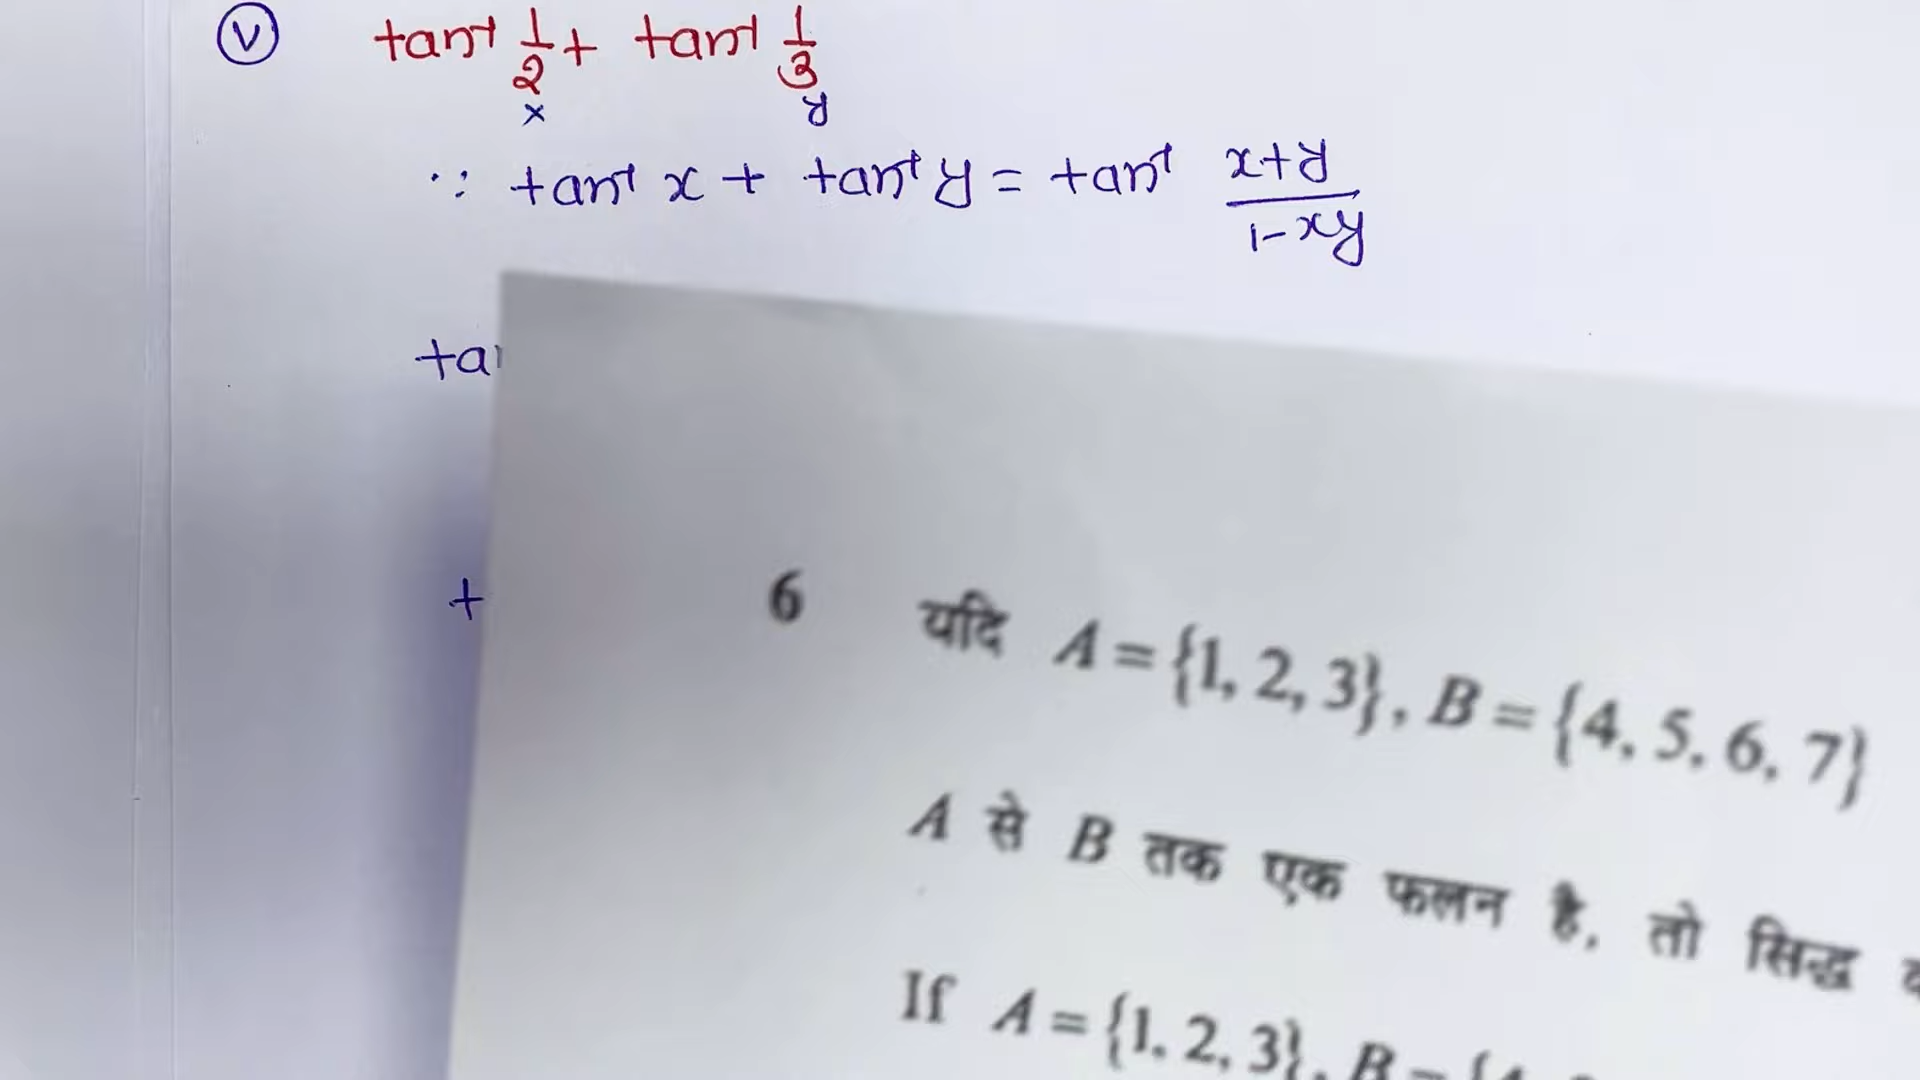 (V) tan⁻¹ 1/2 + tan⁻¹ 1/3
x y
∵ tan⁻¹ x + tan⁻¹ y = tan⁻¹ (x+y)/(1-xy)
+
6 यदि A = {1, 2, 3}, B = {4, 5, 6, 7}
A से B तक एक फलन है, तो सिद्ध
If A = {1, 2, 3}, B =